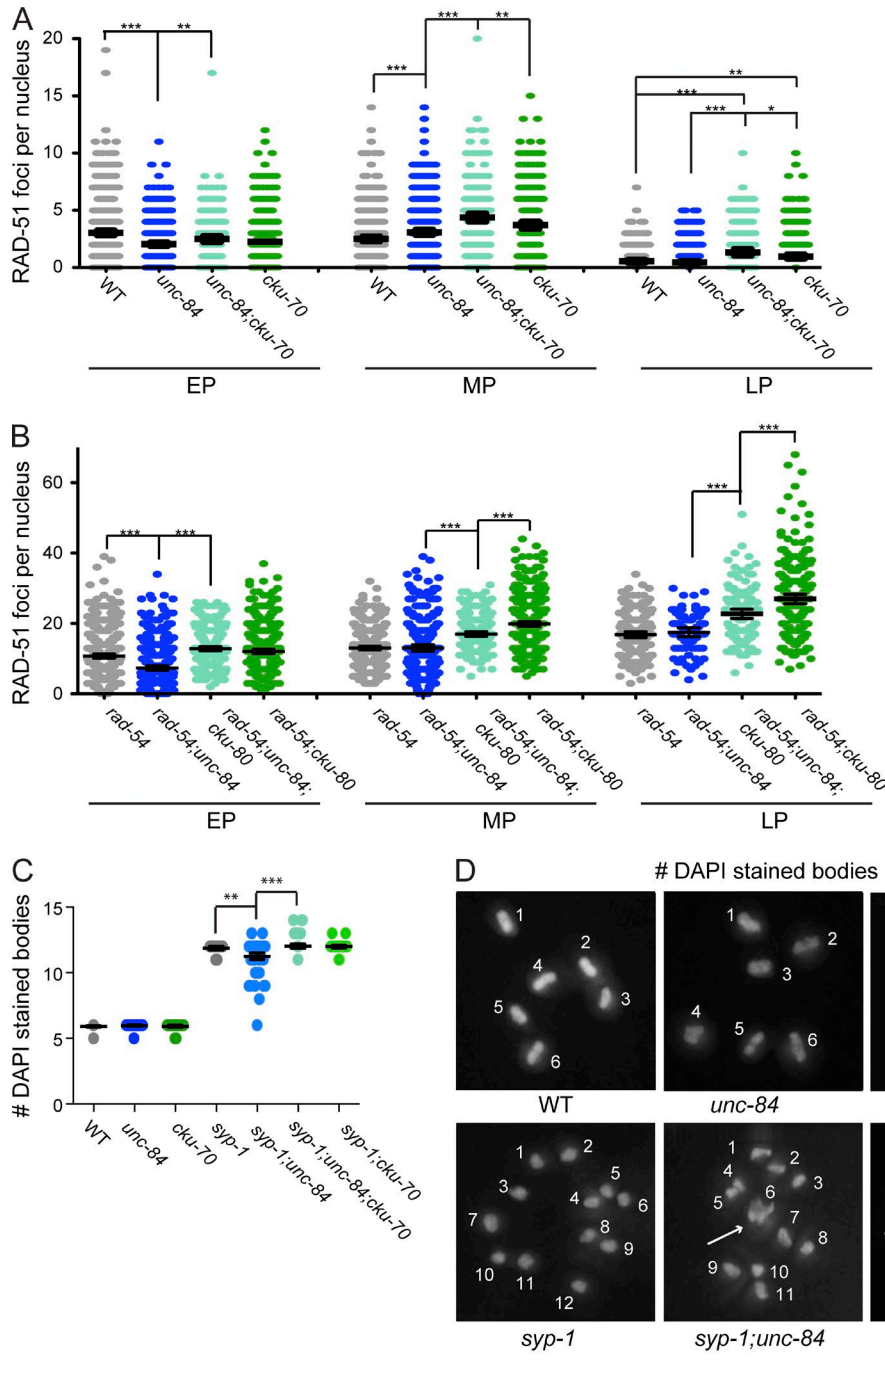 A
RAD-51 foci per nucleus
20
15
10
5
0
*** **
*** *** **
** *** *** *
WT
unc-84
unc-84;cku-70
cku-70
WT
unc-84
unc-84;cku-70
cku-70
WT
unc-84
unc-84;cku-70
cku-70
EP
MP
LP
B
RAD-51 foci per nucleus
60
40
20
0
*** ***
*** ***
*** ***
rad-54
rad-54;unc-84
rad-54;unc-84;
cku-80
rad-54;cku-80
rad-54
rad-54;unc-84
rad-54;unc-84;
cku-80
rad-54;cku-80
rad-54
rad-54;unc-84
rad-54;unc-84;
cku-80
rad-54;cku-80
EP
MP
LP
C
# DAPI stained bodies
15
10
5
0
** ***
WT
unc-84
cku-70
syp-1
syp-1;unc-84
syp-1;unc-84;cku-70
syp-1;cku-70
D
# DAPI stained bodies
1
2
4
3
5
6
WT
1
2
3
4
5
6
unc-84
1
2
3
4
5
6
7
8
9
10
11
12
syp-1
1
2
4
3
5
6
7
8
9
10
11
syp-1;unc-84